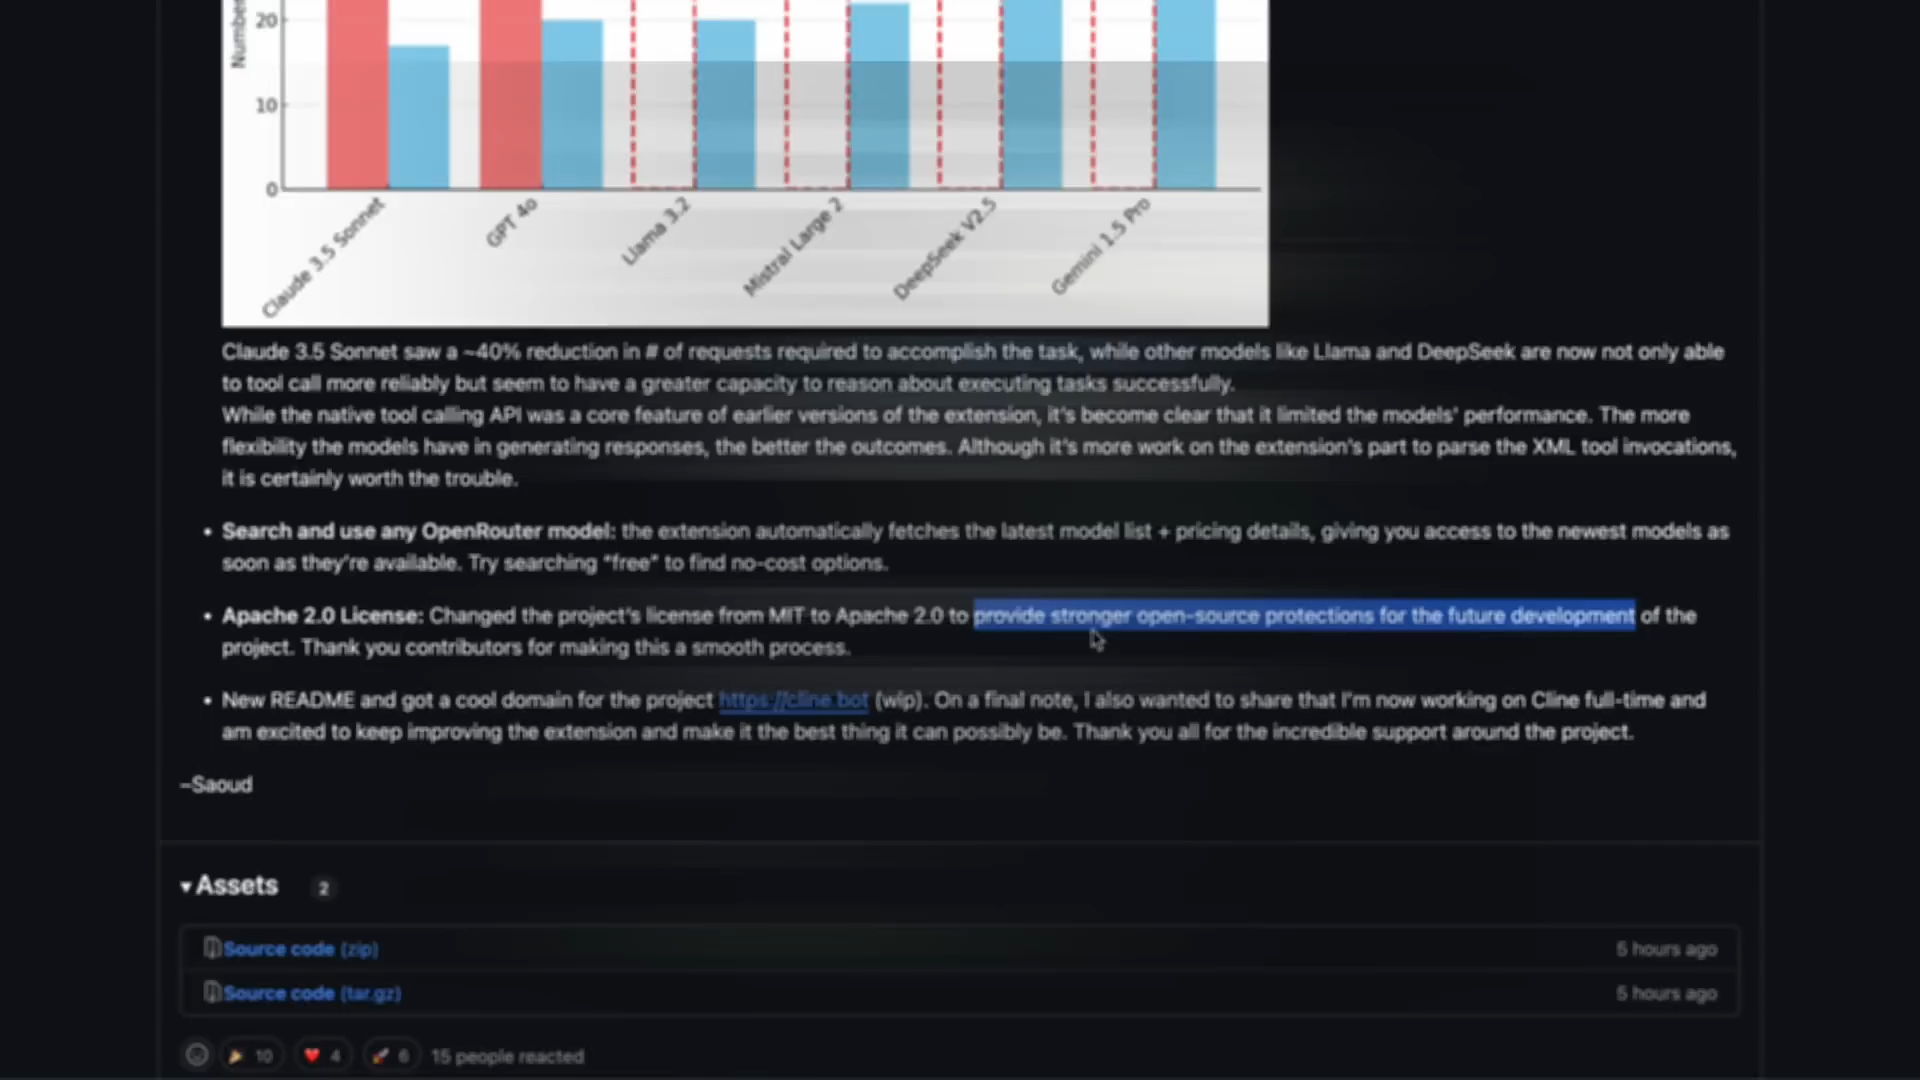 Number
20
10
0
Claude 3.5 Sonnet
GPT 4o
Llama 3.2
Mistral Large 2
DeepSeek V2.5
Gemini 1.5 Pro
Claude 3.5 Sonnet saw a ~40% reduction in # of requests required to accomplish the task, while other models like Llama and DeepSeek are now not only able
to tool call more reliably but seem to have a greater capacity to reason about executing tasks successfully.
While the native tool calling API was a core feature of earlier versions of the extension, it's become clear that it limited the models' performance. The more
flexibility the models have in generating responses, the better the outcomes. Although it's more work on the extension's part to parse the XML tool invocations,
it is certainly worth the trouble.
• Search and use any OpenRouter model: the extension automatically fetches the latest model list + pricing details, giving you access to the newest models as
soon as they're available. Try searching "free" to find no-cost options.
• Apache 2.0 License: Changed the project's license from MIT to Apache 2.0 to provide stronger open-source protections for the future development of the
project. Thank you contributors for making this a smooth process.
• New README and got a cool domain for the project https://cline.bot (wip). On a final note, I also wanted to share that I'm now working on Cline full-time and
am excited to keep improving the extension and make it the best thing it can possibly be. Thank you all for the incredible support around the project.
–Saoud
Assets 2
Source code (zip) 5 hours ago
Source code (tar.gz) 5 hours ago
10 4 6 15 people reacted